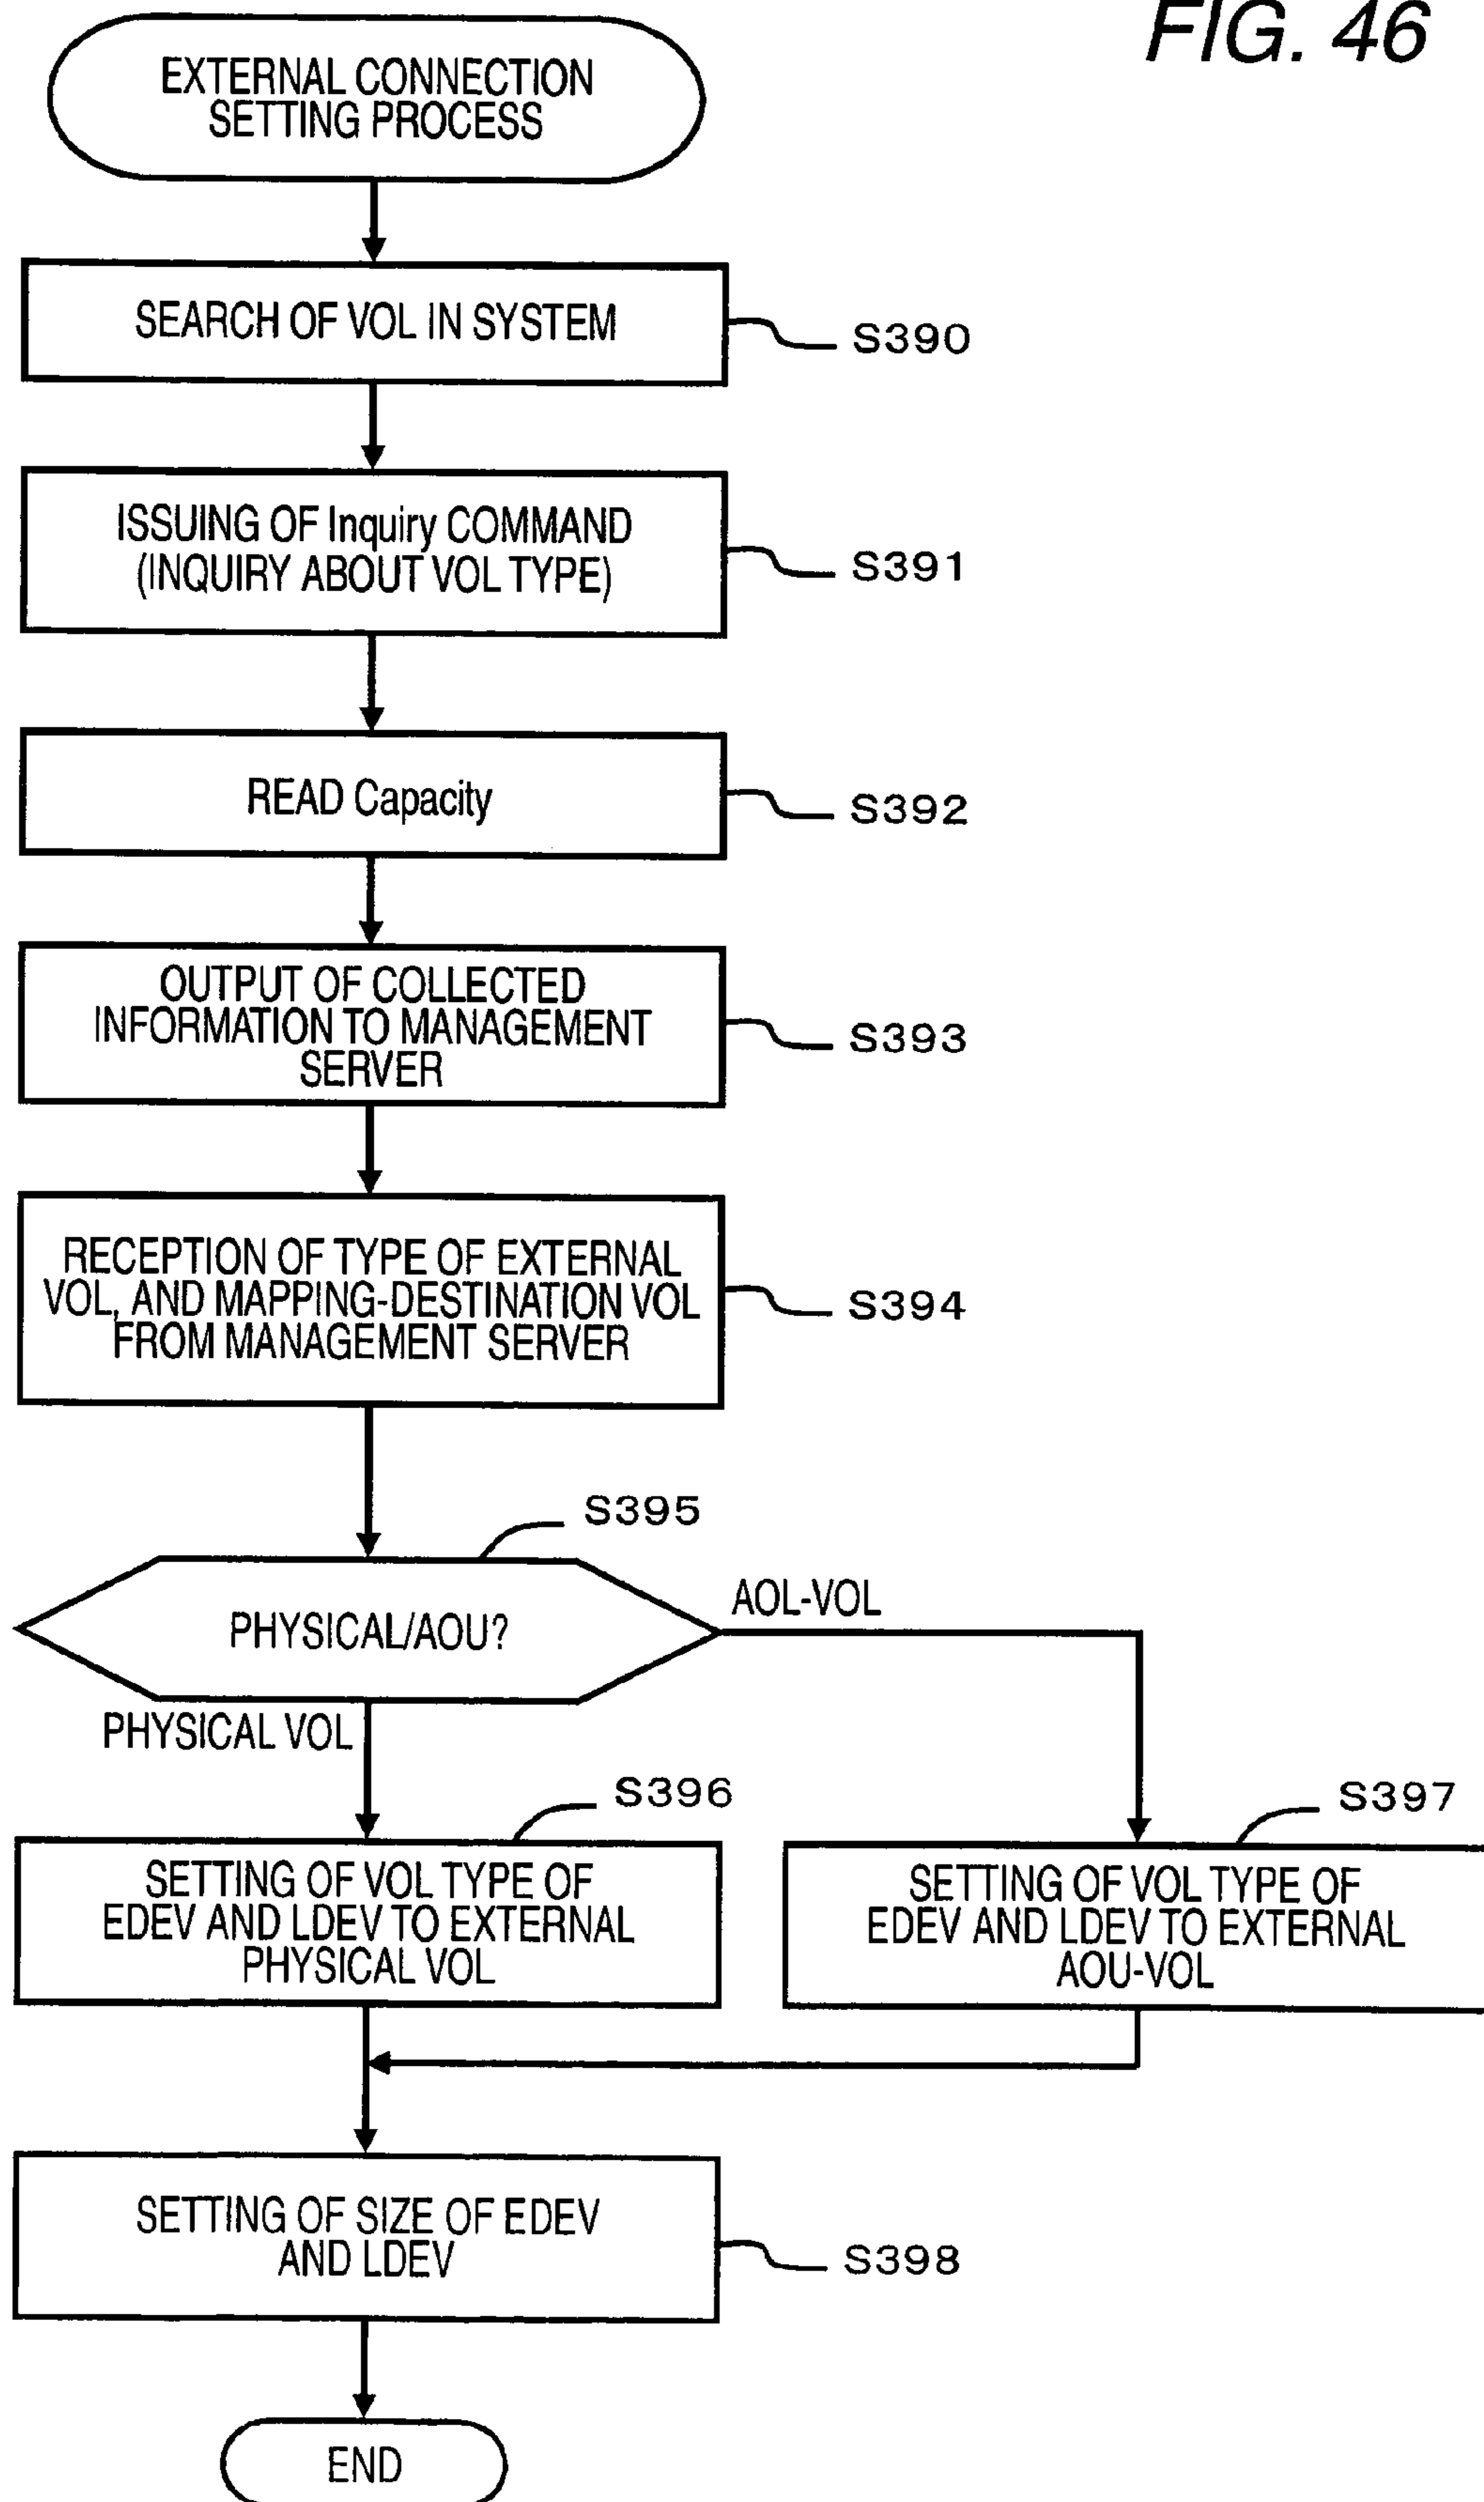 FIG. 46
EXTERNAL CONNECTION
SETTING PROCESS
SEARCH OF VOL IN SYSTEM
S390
ISSUING OF Inquiry COMMAND
(INQUIRY ABOUT VOL TYPE)
S391
READ Capacity
S392
OUTPUT OF COLLECTED
INFORMATION TO MANAGEMENT
SERVER
S393
RECEPTION OF TYPE OF EXTERNAL
VOL, AND MAPPING-DESTINATION VOL
FROM MANAGEMENT SERVER
S394
S395
PHYSICAL/AOU?
AOL-VOL
PHYSICAL VOL
S396
SETTING OF VOL TYPE OF
EDEV AND LDEV TO EXTERNAL
PHYSICAL VOL
S397
SETTING OF VOL TYPE OF
EDEV AND LDEV TO EXTERNAL
AOU-VOL
SETTING OF SIZE OF EDEV
AND LDEV
S398
END